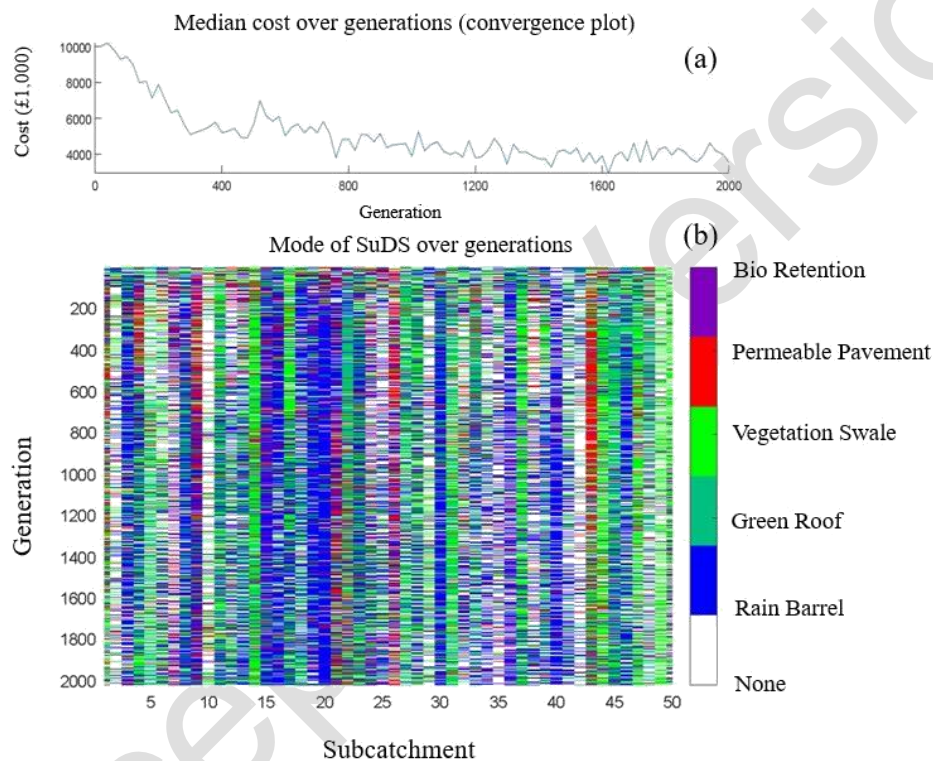 Median cost over generations (convergence plot)
(a)
Cost (£1,000)
10000
8000
6000
4000
0 400 800 1200 1600 2000
Generation
(b)
Mode of SuDS over generations
Generation
200
400
600
800
1000
1200
1400
1600
1800
2000
5 10 15 20 25 30 35 40 45 50
Subcatchment
Bio Retention
Permeable Pavement
Vegetation Swale
Green Roof
Rain Barrel
None